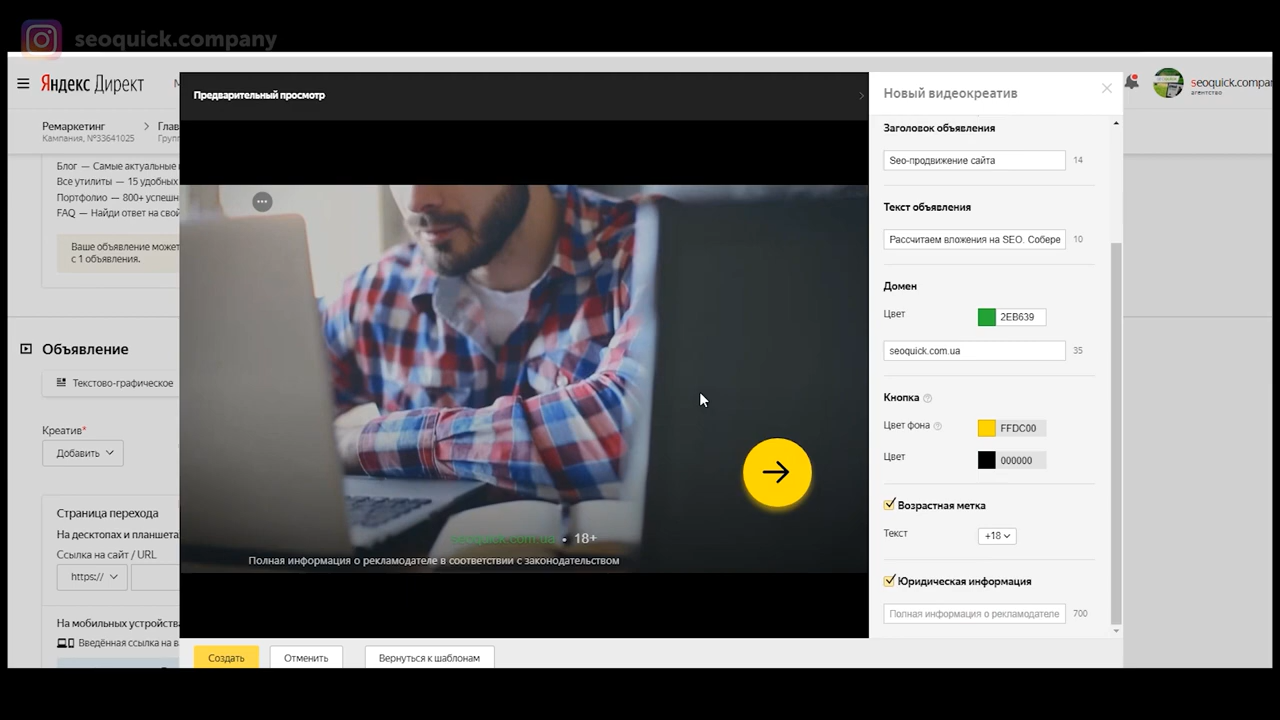 seoquick.company
Яндекс Директ
seoquick.compan
агентство
Ремаркетинг
Кампания, №33641025
Глав
Групп
Блог — Самые актуальные
Все утилиты — 15 удобных
Портфолио — 800+ успешн
FAQ — Найди ответ на свой
Ваше объявление может
с 1 объявления.
Объявление
Текстово-графическое
Креатив*
Добавить
Страница перехода
На десктопах и планшета
Ссылка на сайт / URL
https://
На мобильных устройства
Введённая ссылка на в
Предварительный просмотр
seoquick.com.ua • 18+
Полная информация о рекламодателе в соответствии с законодательством
Создать
Отменить
Вернуться к шаблонам
Новый видеокреатив
Заголовок объявления
Seo-продвижение сайта 14
Текст объявления
Рассчитаем вложения на SEO. Собере 10
Домен
Цвет 2EB639
seoquick.com.ua 35
Кнопка
Цвет фона FFDC00
Цвет 000000
Возрастная метка
Текст +18
Юридическая информация
Полная информация о рекламодателе 700